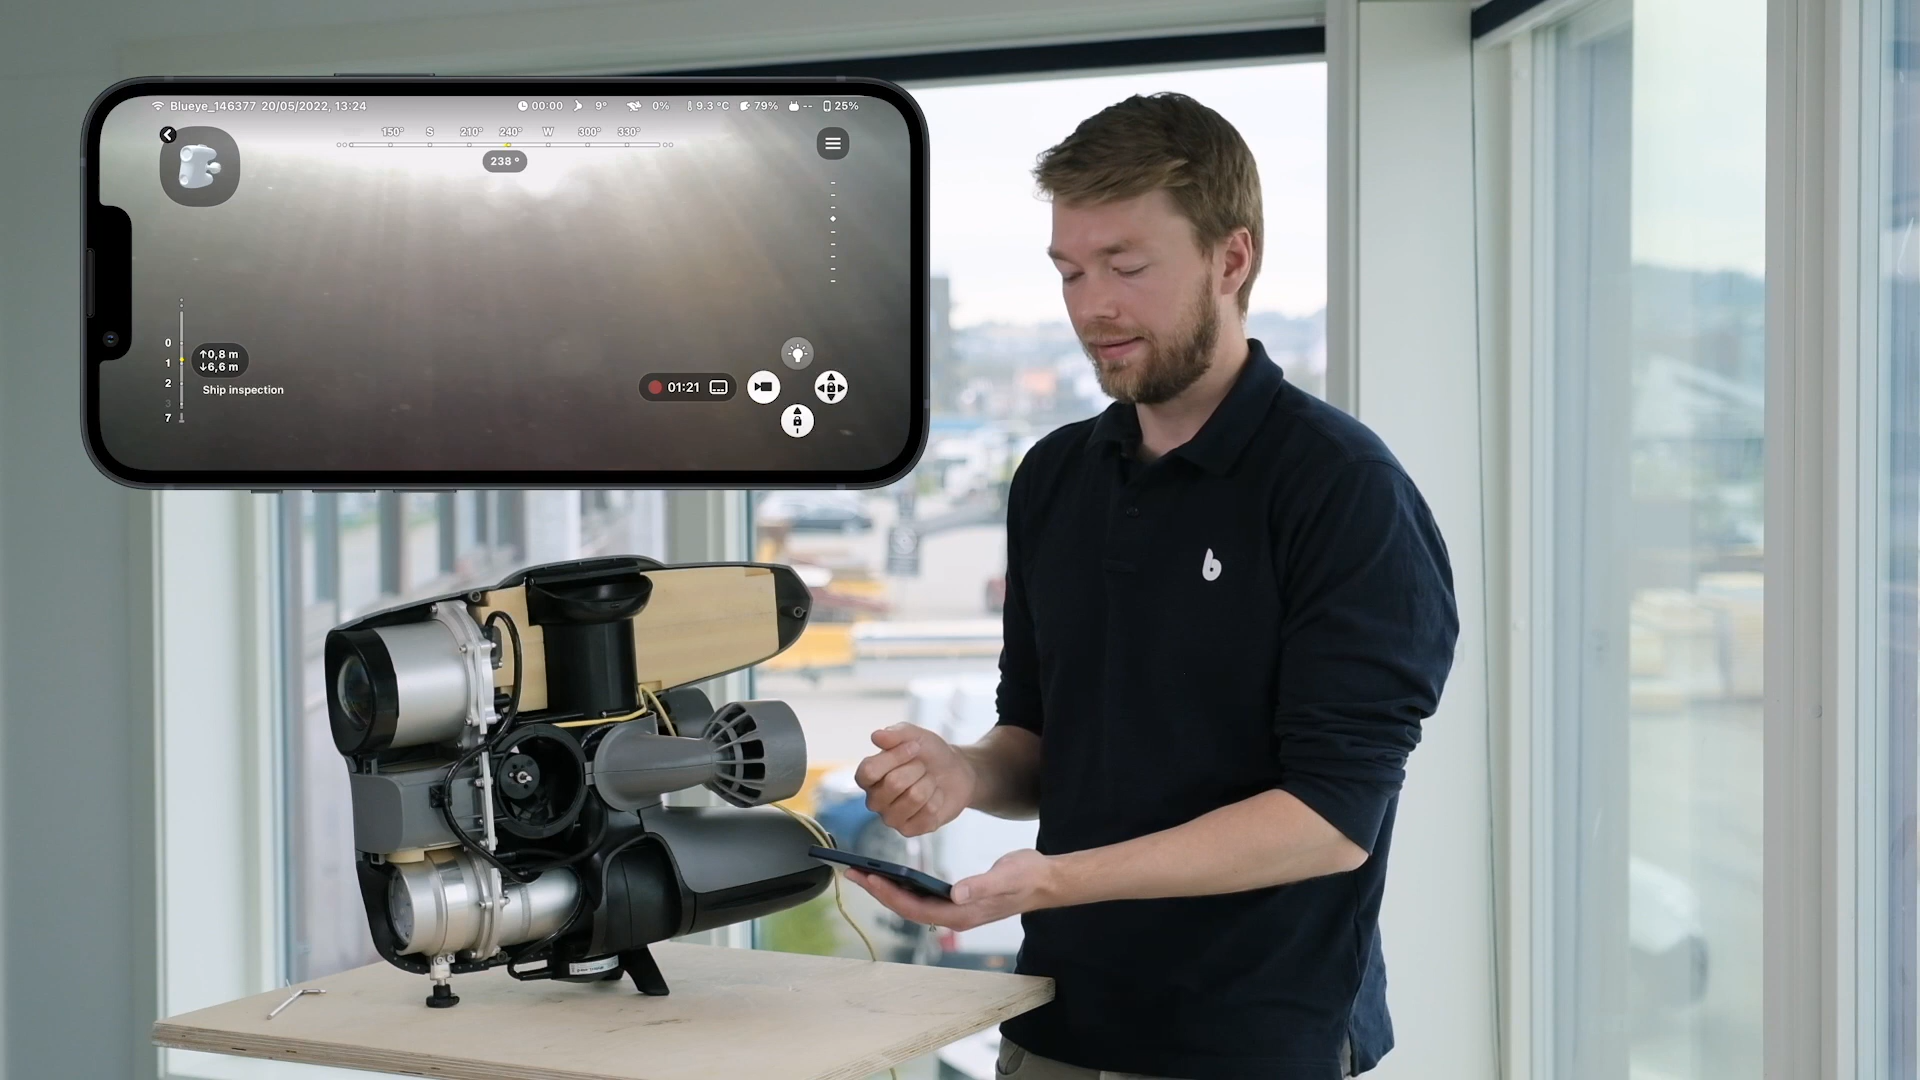 Blueye_146377 20/05/2022, 13:24 00:00 9° 0% 9.3 °C 79% -- 25%
150° S 210° 240° W 300° 330°
238 °
0
1
2
3
7
↑0,8 m
↓6,6 m
Ship inspection
01:21
b